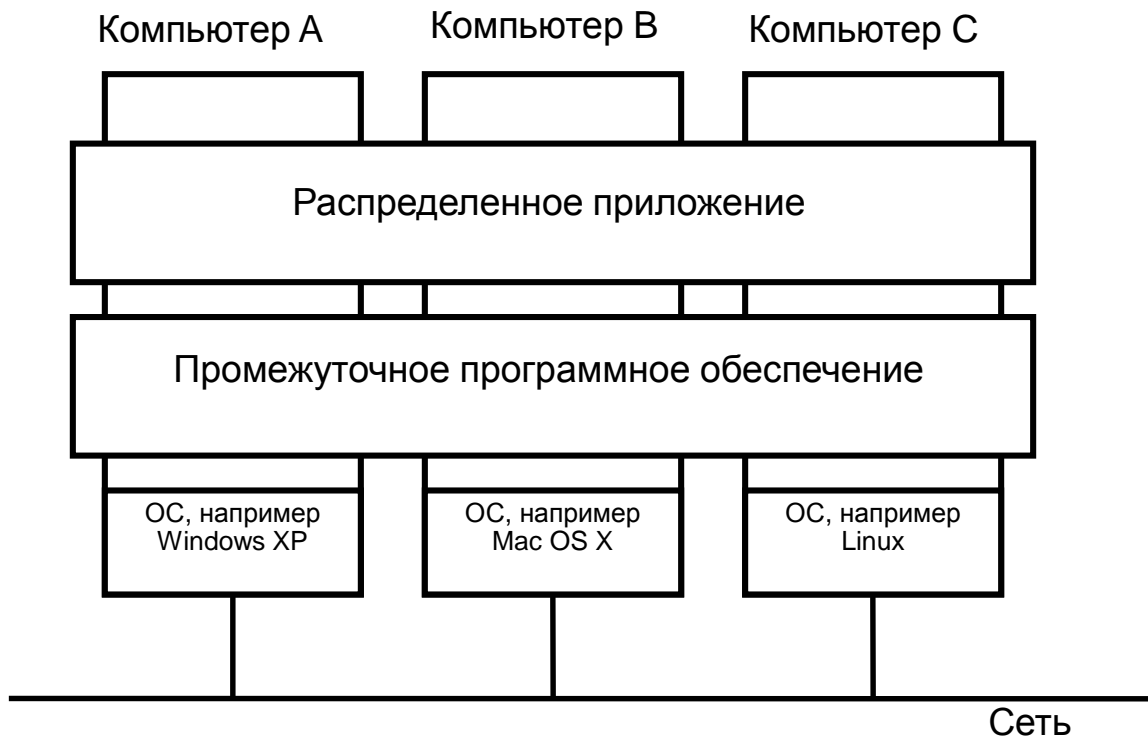 Компьютер A
Компьютер B
Компьютер C
Распределенное приложение
Промежуточное программное обеспечение
ОС, например
Windows XP
ОС, например
Mac OS X
ОС, например
Linux
Сеть